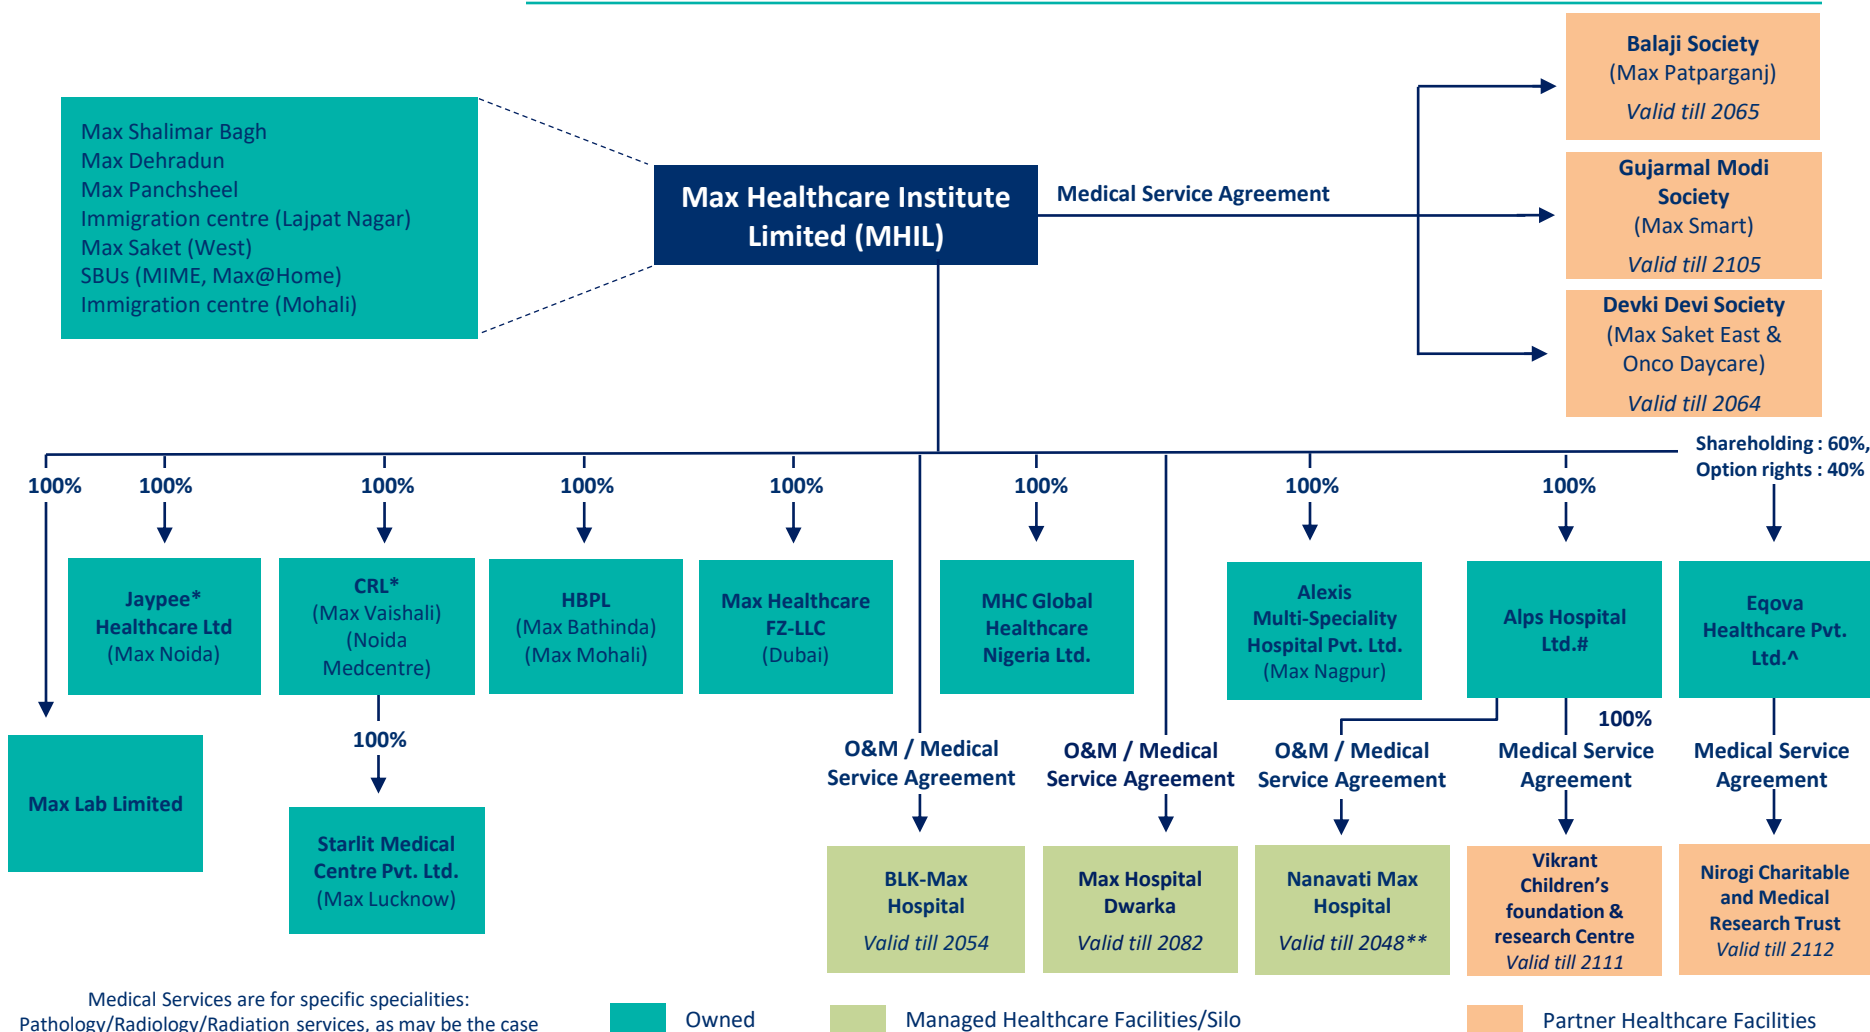 Balaji Society
(Max Patparganj)
Valid till 2065
Max Shalimar Bagh
Max Dehradun
Max Panchsheel
Immigration centre (Lajpat Nagar)
Max Saket (West)
SBUs (MIME, Max@Home)
Immigration centre (Mohali)
Max Healthcare Institute
Limited (MHIL)
Medical Service Agreement
Gujarmal Modi
Society
(Max Smart)
Valid till 2105
Devki Devi Society
(Max Saket East &
Onco Daycare)
Valid till 2064
Shareholding : 60%,
Option rights : 40%
100%
100%
100%
100%
100%
100%
100%
100%
Jaypee*
Healthcare Ltd
(Max Noida)
CRL*
(Max Vaishali)
(Noida
Medcentre)
HBPL
(Max Bathinda)
(Max Mohali)
Max Healthcare
FZ-LLC
(Dubai)
MHC Global
Healthcare
Nigeria Ltd.
Alexis
Multi-Speciality
Hospital Pvt. Ltd.
(Max Nagpur)
Alps Hospital
Ltd.#
Eqova
Healthcare Pvt.
Ltd.^
100%
100%
O&M / Medical
Service Agreement
O&M / Medical
Service Agreement
O&M / Medical
Service Agreement
Medical Service
Agreement
Medical Service
Agreement
Max Lab Limited
Starlit Medical
Centre Pvt. Ltd.
(Max Lucknow)
BLK-Max
Hospital
Valid till 2054
Max Hospital
Dwarka
Valid till 2082
Nanavati Max
Hospital
Valid till 2048**
Vikrant
Children’s
foundation &
research Centre
Valid till 2111
Nirogi Charitable
and Medical
Research Trust
Valid till 2112
Medical Services are for specific specialities:
Pathology/Radiology/Radiation services, as may be the case
Owned
Managed Healthcare Facilities/Silo
Partner Healthcare Facilities